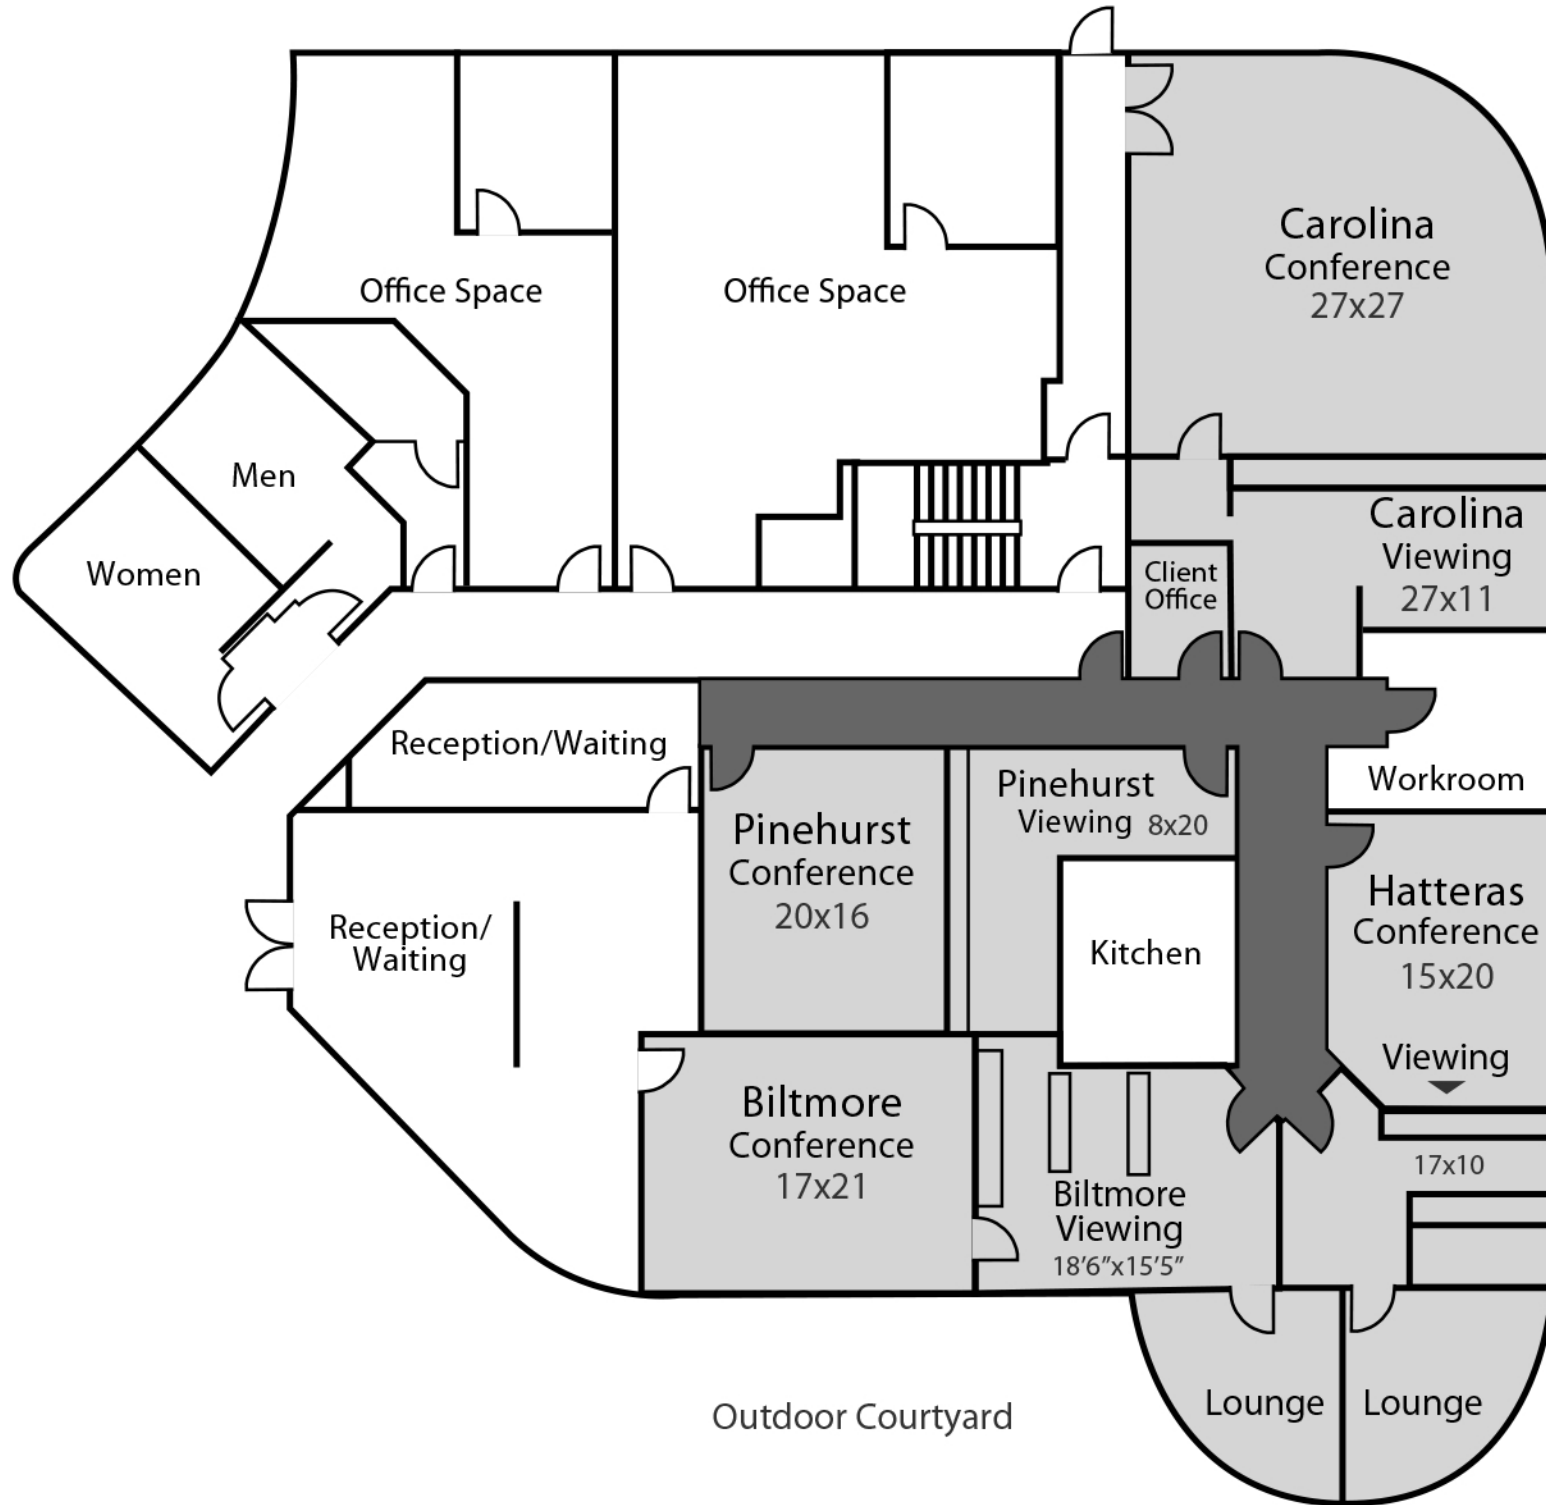 Carolina
Conference
27x27
Office Space
Office Space
Men
Women
Carolina
Viewing
27x11
Client
Office
Reception/Waiting
Pinehurst
Viewing 8x20
Workroom
Pinehurst
Conference
20x16
Reception/
Waiting
Kitchen
Hatteras
Conference
15x20
Viewing
Biltmore
Conference
17x21
17x10
Biltmore
Viewing
18'6"x15'5"
Outdoor Courtyard
Lounge
Lounge